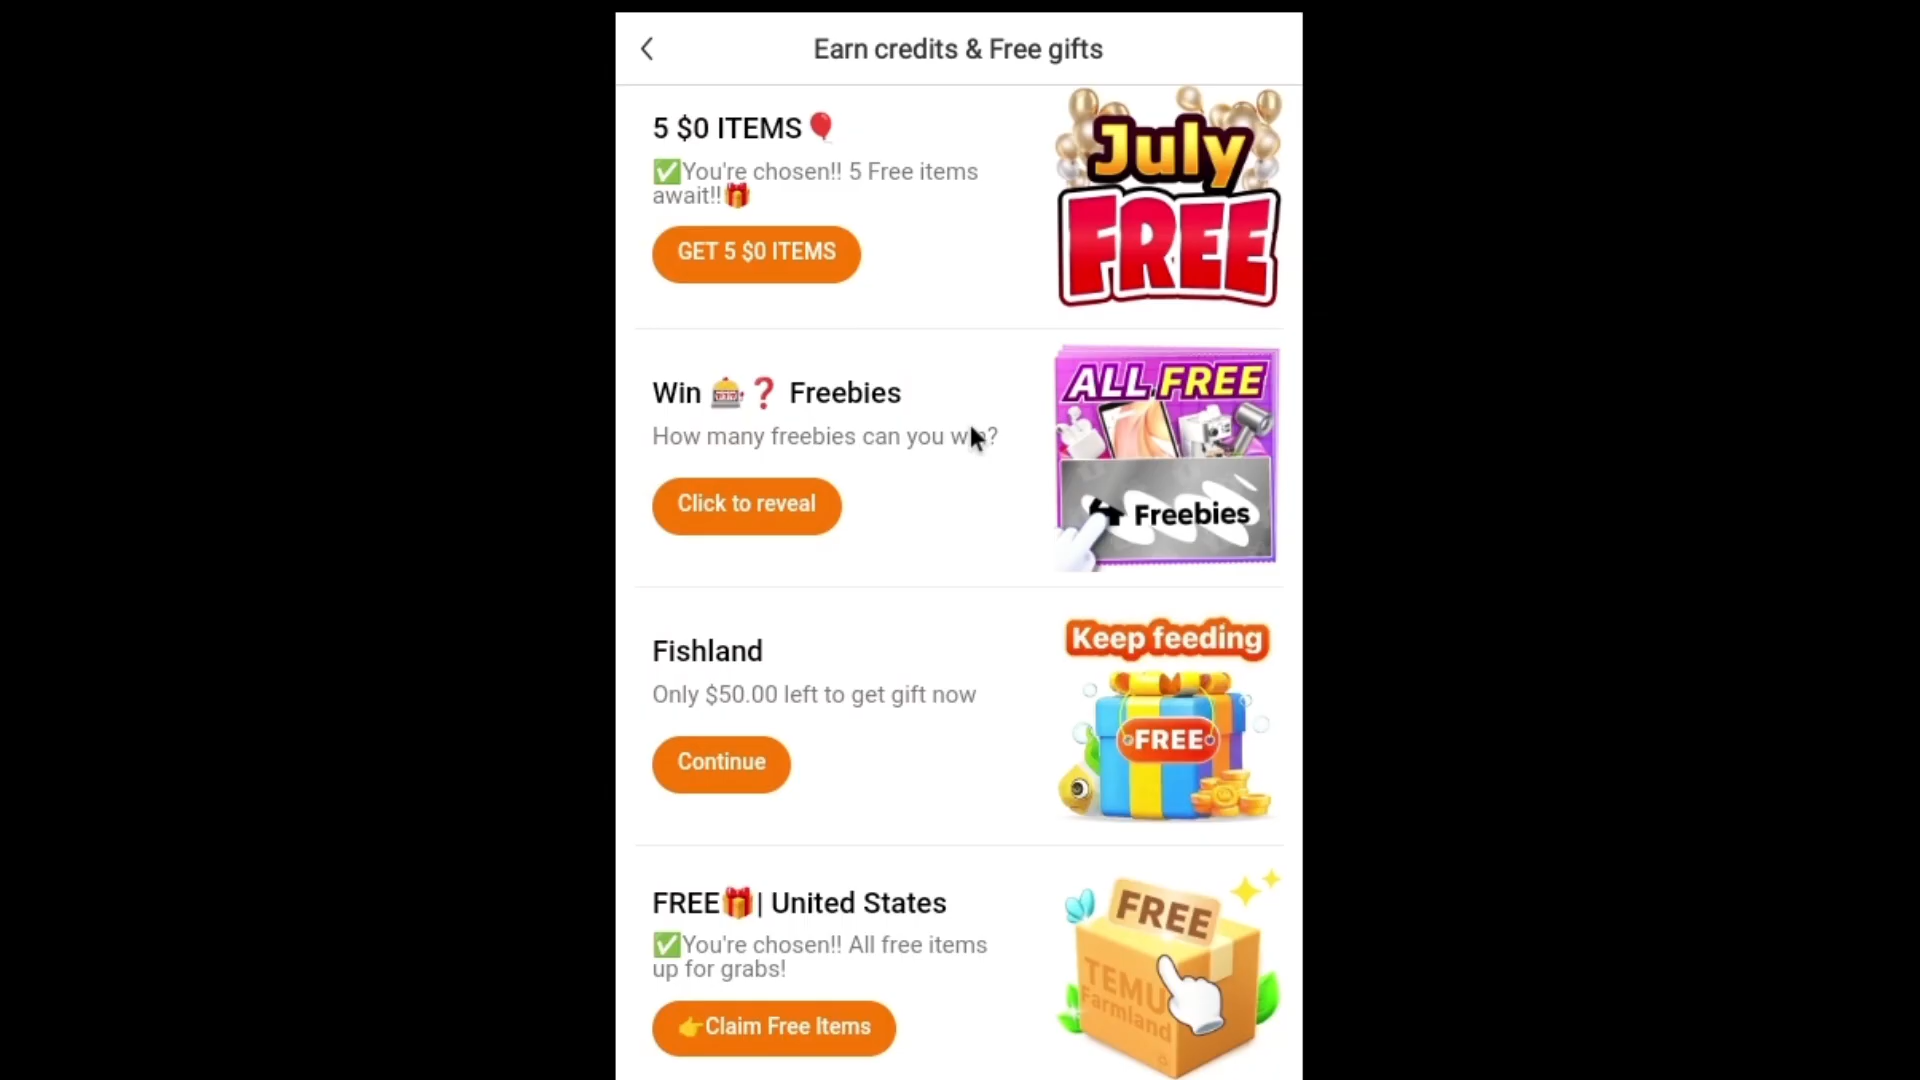 Earn credits & Free gifts
5 $0 ITEMS🎈
✅You're chosen!! 5 Free items
await!!🎁
GET 5 $0 ITEMS
July
FREE
Win 🎰❓ Freebies
How many freebies can you w ?
Click to reveal
ALL FREE
Freebies
Fishland
Only $50.00 left to get gift now
Continue
Keep feeding
FREE
FREE🎁| United States
✅You're chosen!! All free items
up for grabs!
👉Claim Free Items
FREE
TEMU
Farmland